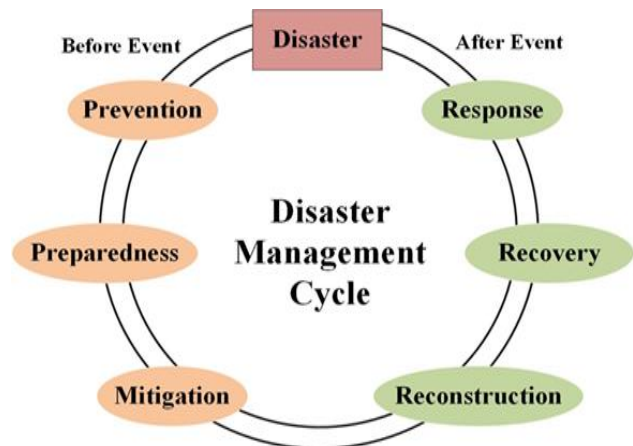 Before Event
Disaster
After Event
Prevention
Response
Disaster
Management
Cycle
Preparedness
Recovery
Mitigation
Reconstruction